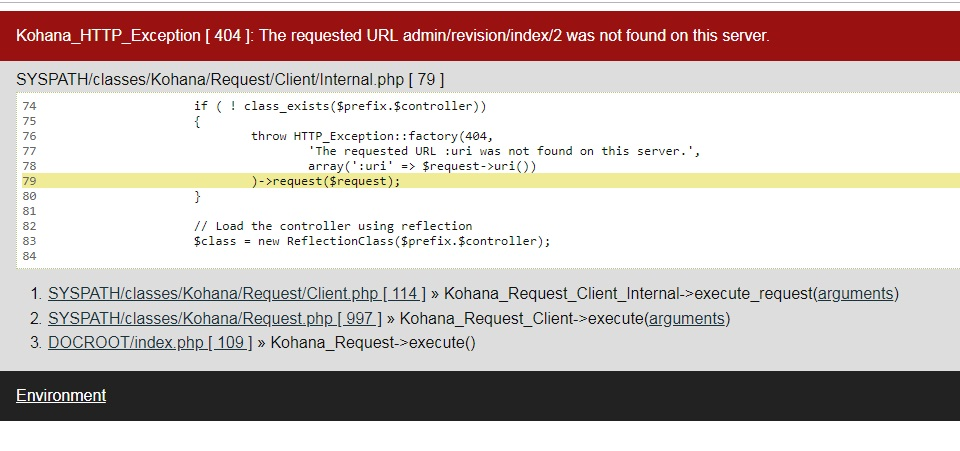 Kohana_HTTP_Exception [ 404 ]: The requested URL admin/revision/index/2 was not found on this server.
SYSPATH/classes/Kohana/Request/Client/Internal.php [ 79 ]
74 if ( ! class_exists($prefix.$controller))
75 {
76 throw HTTP_Exception::factory(404,
77 'The requested URL :uri was not found on this server.',
78 array(':uri' => $request->uri())
79 )->request($request);
80 }
81
82 // Load the controller using reflection
83 $class = new ReflectionClass($prefix.$controller);
84
1. SYSPATH/classes/Kohana/Request/Client.php [ 114 ] » Kohana_Request_Client_Internal->execute_request(arguments)
2. SYSPATH/classes/Kohana/Request.php [ 997 ] » Kohana_Request_Client->execute(arguments)
3. DOCROOT/index.php [ 109 ] » Kohana_Request->execute()
Environment